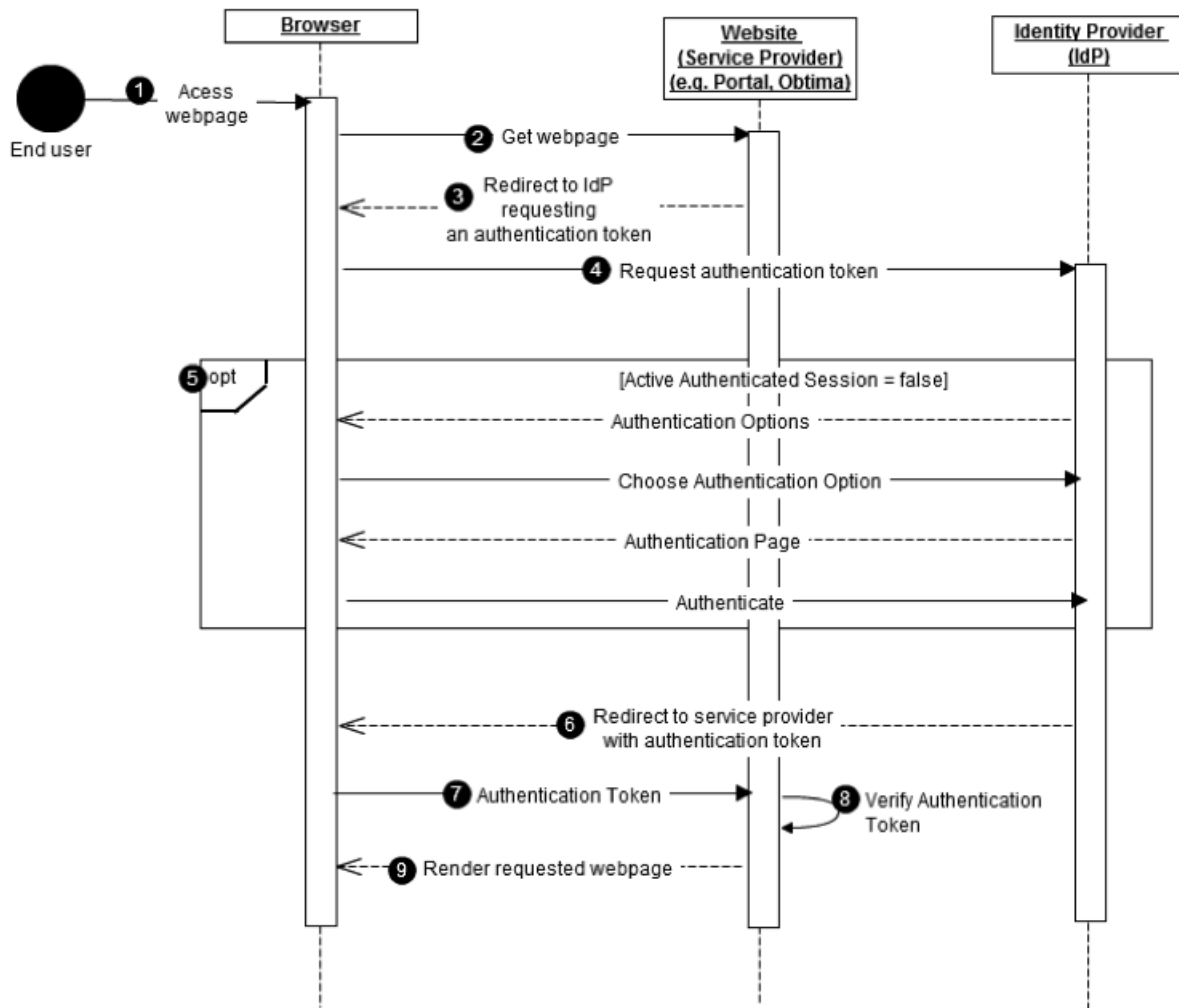 Browser
Website
(Service Provider)
(e.g. Portal, Obtima)
Identity Provider
(IdP)
1 Acess
webpage
End user
2 Get webpage
3 Redirect to IdP
requesting
an authentication token
4 Request authentication token
5 opt
[Active Authenticated Session = false]
Authentication Options
Choose Authentication Option
Authentication Page
Authenticate
6 Redirect to service provider
with authentication token
7 Authentication Token
8 Verify Authentication
Token
9 Render requested webpage